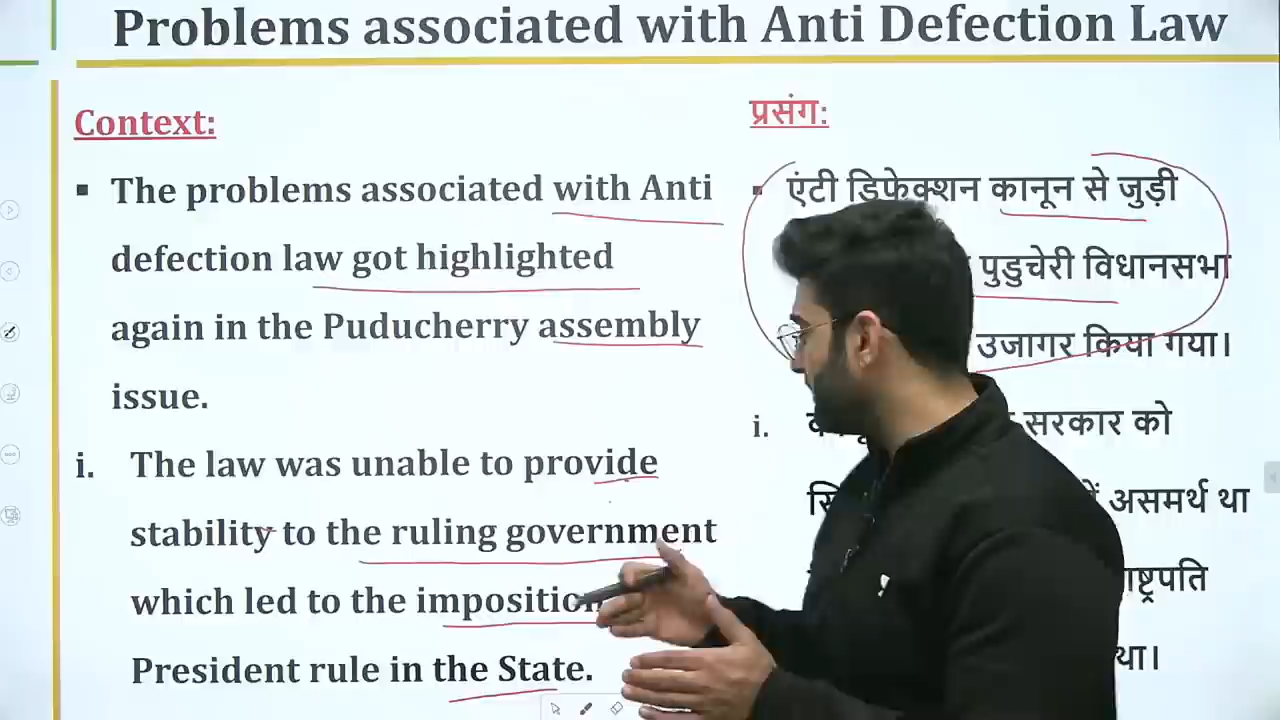 Problems associated with Anti Defection Law
Context:
▪ The problems associated with Anti
defection law got highlighted
again in the Puducherry assembly
issue.
i. The law was unable to provide
stability to the ruling government
which led to the imposition
President rule in the State.
प्रसंग:
▪ एंटी डिफेक्शन कानून से जुड़ी
पुडुचेरी विधानसभा
उजागर किया गया।
i. सरकार को
असमर्थ था
था।